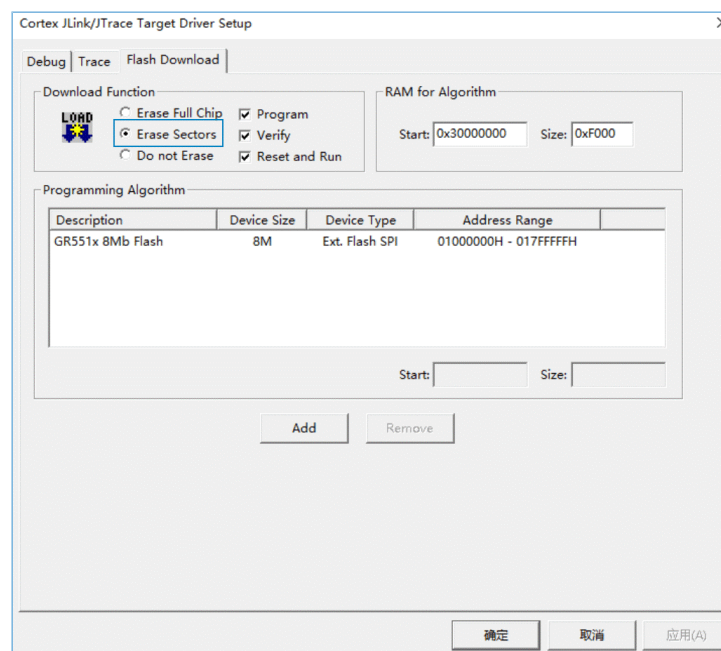 Cortex JLink/JTrace Target Driver Setup
Debug Trace Flash Download
Download Function
LOAD
Erase Full Chip
Erase Sectors
Do not Erase
Program
Verify
Reset and Run
RAM for Algorithm
Start: 0x30000000 Size: 0xF000
Programming Algorithm
Description Device Size Device Type Address Range
GR551x 8Mb Flash 8M Ext. Flash SPI 01000000H - 017FFFFFH
Start: Size:
Add Remove
确定 取消 应用(A)